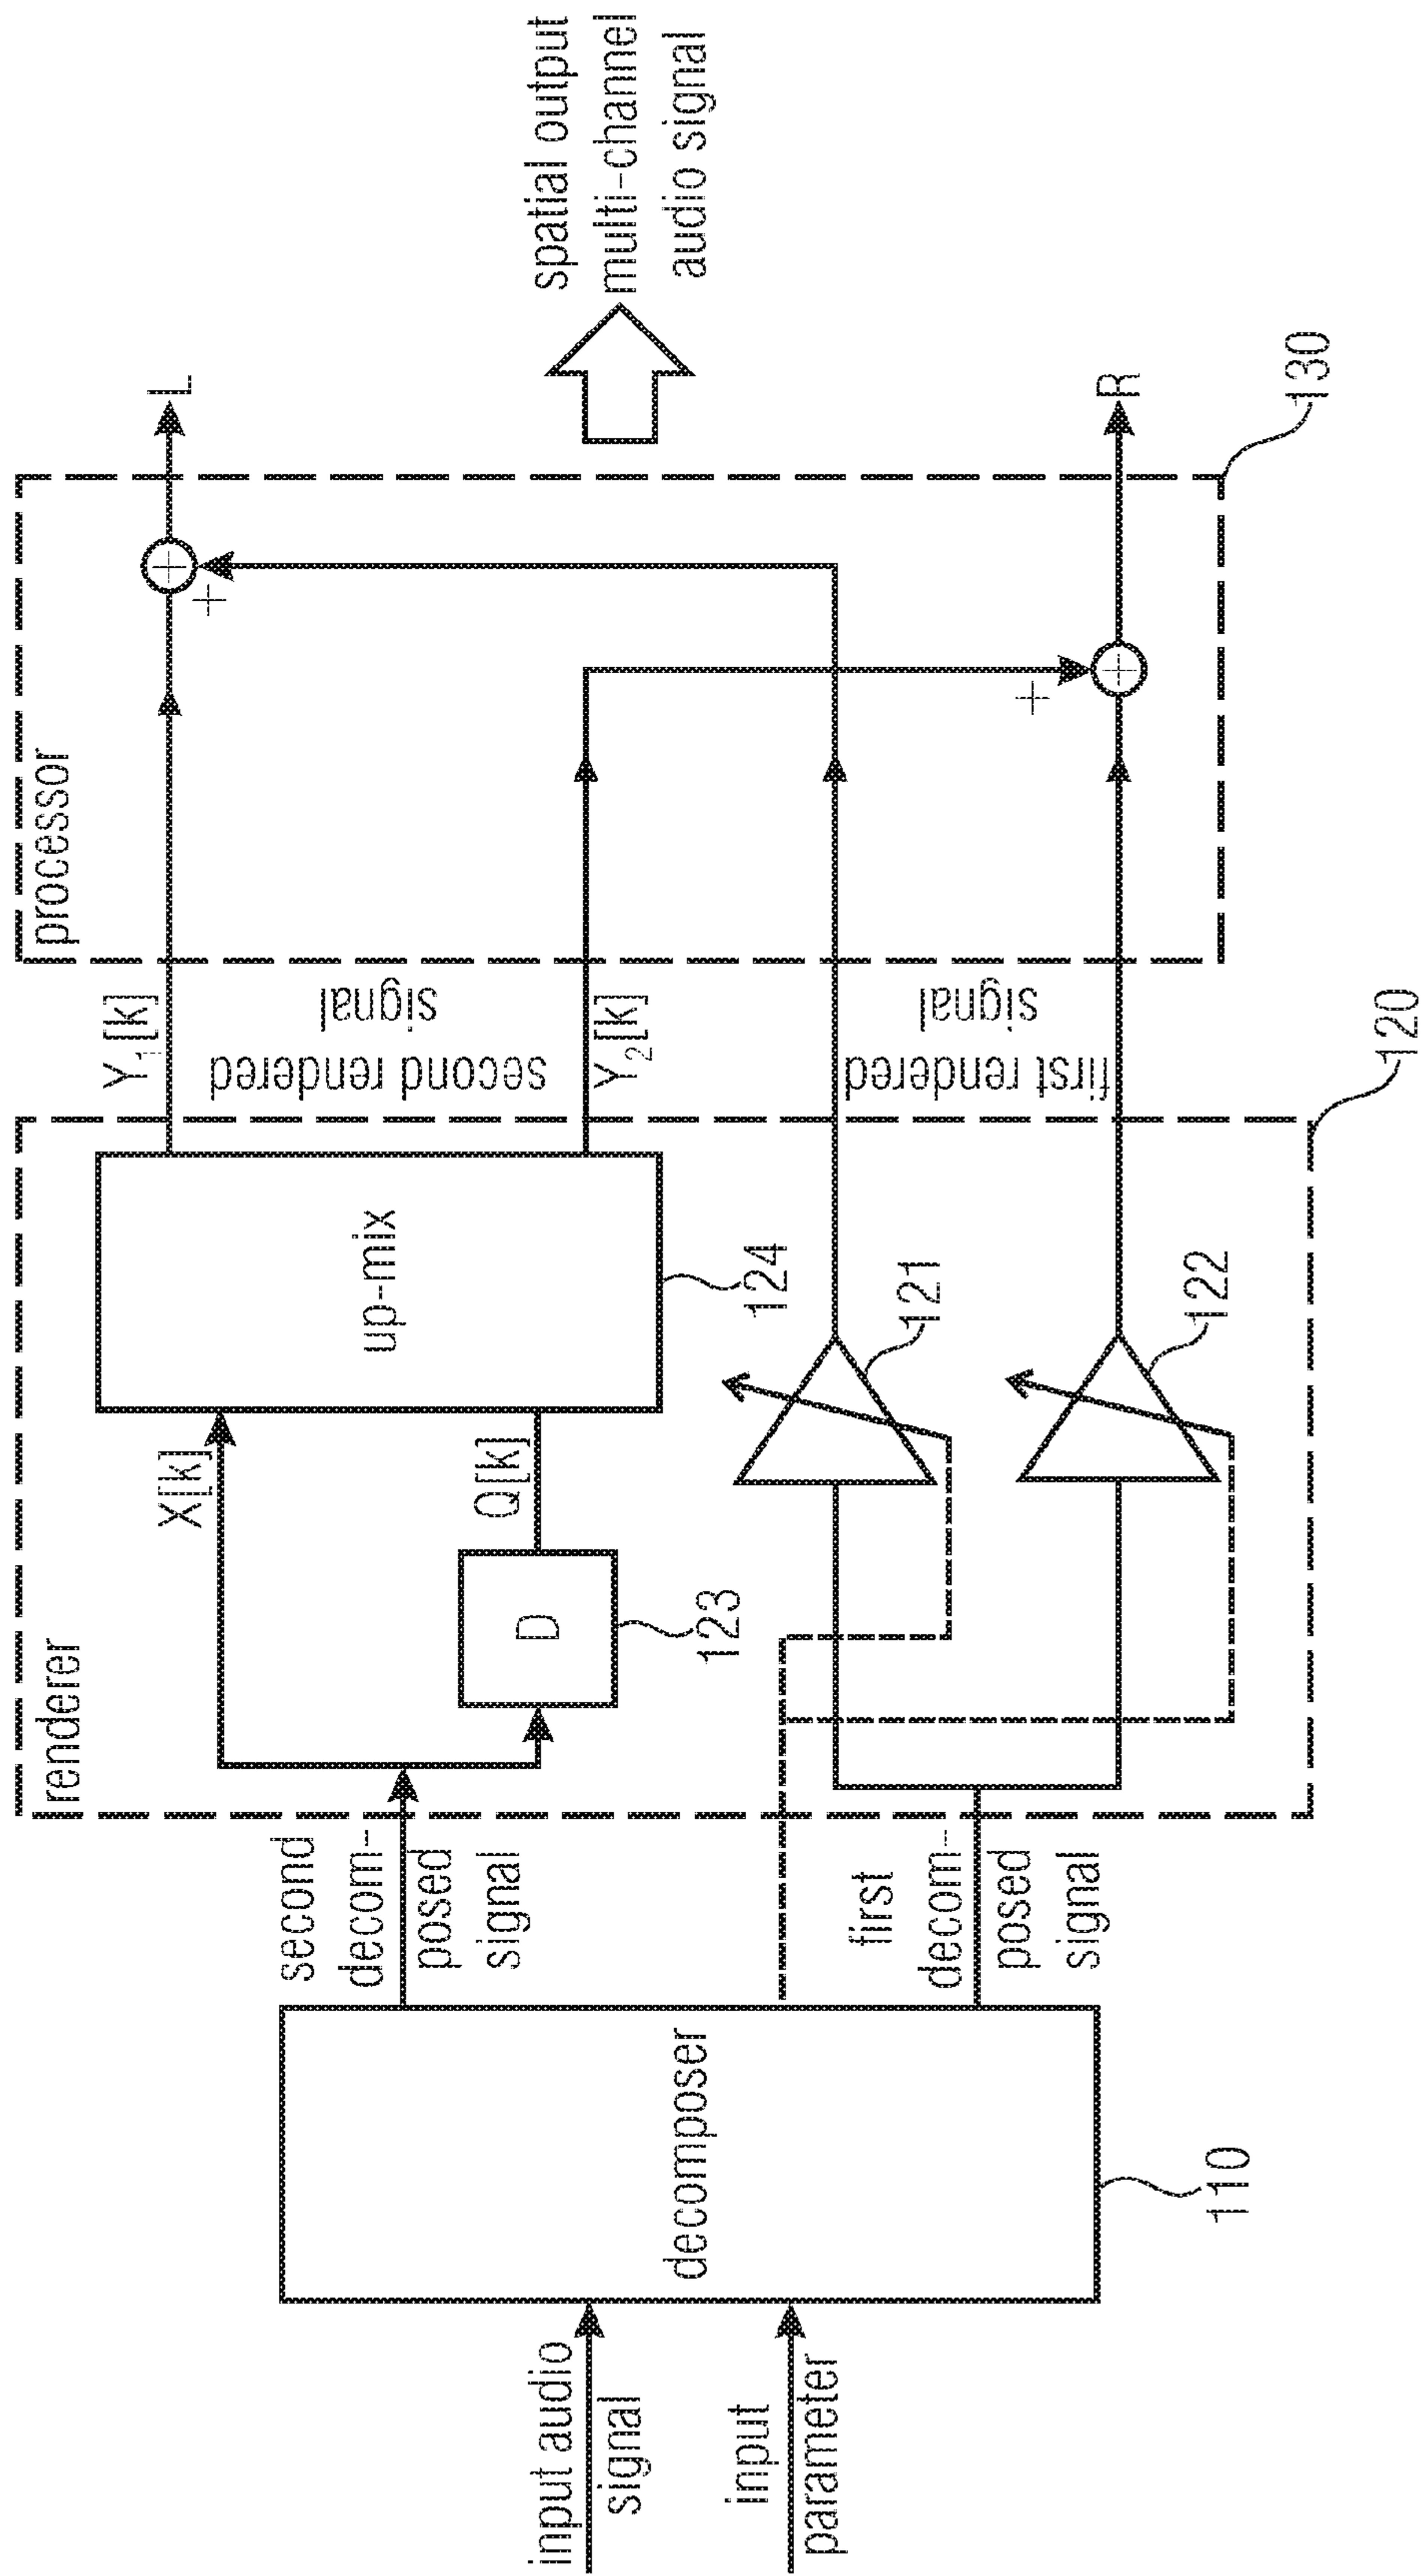 input audio
signal
input
parameter
decomposer
110
second
decom-
posed
signal
first
decom-
posed
signal
renderer
X[k]
D
123
Q[k]
up-mix
124
121
122
120
Y1[k]
second rendered
signal
Y2[k]
first rendered
signal
processor
+
+
+
+
130
L
R
spatial output
multi-channel
audio signal